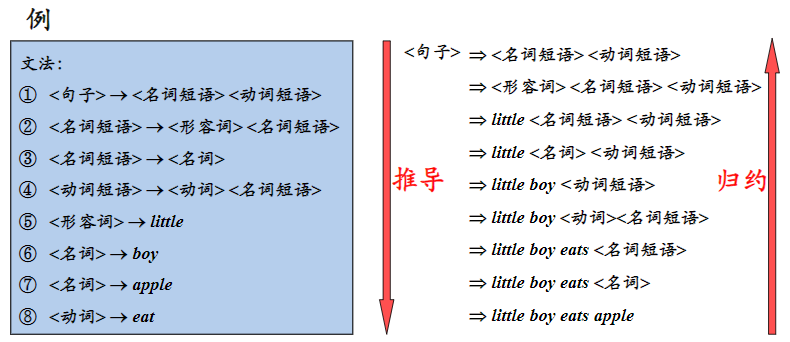 例
文法：
① <句子> → <名词短语> <动词短语>
② <名词短语> → <形容词> <名词短语>
③ <名词短语> → <名词>
④ <动词短语> → <动词> <名词短语>
⑤ <形容词> → little
⑥ <名词> → boy
⑦ <名词> → apple
⑧ <动词> → eat
推导
<句子> ⇒ <名词短语> <动词短语>
⇒ <形容词> <名词短语> <动词短语>
⇒ little <名词短语> <动词短语>
⇒ little <名词> <动词短语>
⇒ little boy <动词短语>
⇒ little boy <动词><名词短语>
⇒ little boy eats <名词短语>
⇒ little boy eats <名词>
⇒ little boy eats apple
归约